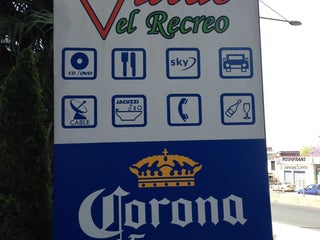 el Recreo
CD/DVD
sky
CABLE
JACUZZI
Corona